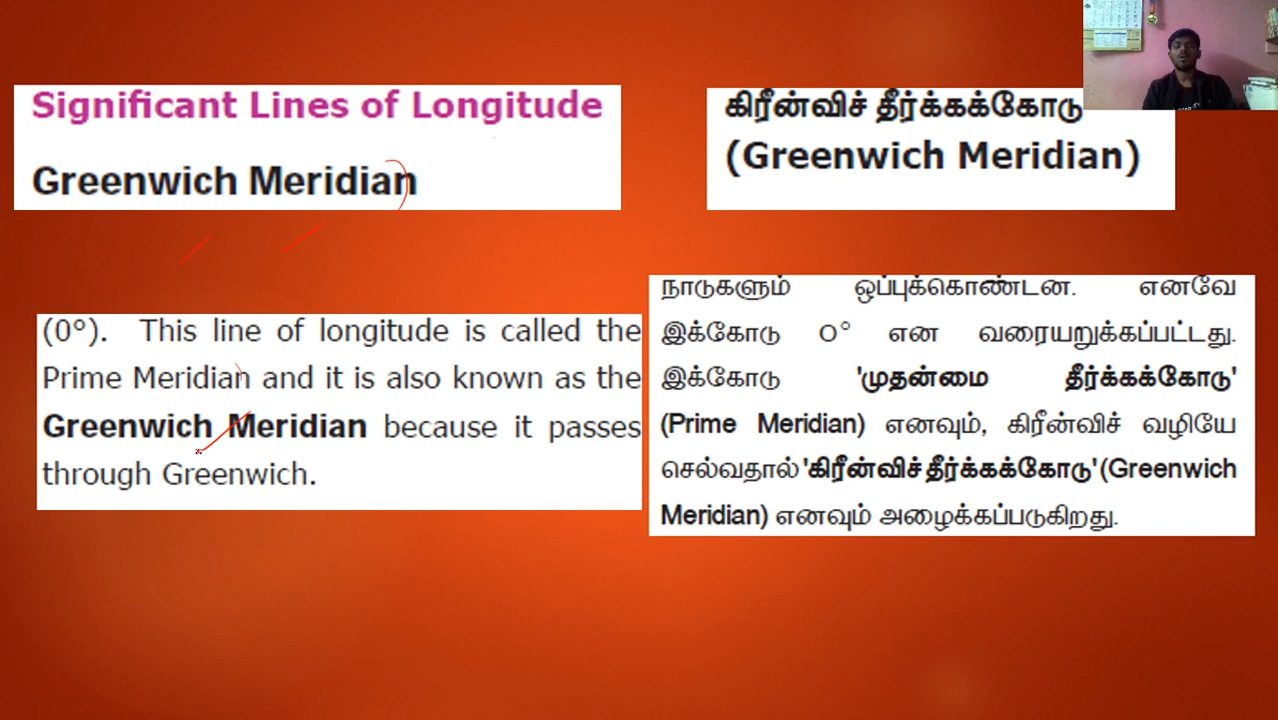 Significant Lines of Longitude
Greenwich Meridian
கிரீன்விச் தீர்க்கக்கோடு
(Greenwich Meridian)
(0°). This line of longitude is called the
Prime Meridian and it is also known as the
Greenwich Meridian because it passes
through Greenwich.
நாடுகளும் ஒப்புக்கொண்டன. எனவே
இக்கோடு 0° என வரையறுக்கப்பட்டது.
இக்கோடு 'முதன்மை தீர்க்கக்கோடு'
(Prime Meridian) எனவும், கிரீன்விச் வழியே
செல்வதால் 'கிரீன்விச்தீர்க்கக்கோடு' (Greenwich
Meridian) எனவும் அழைக்கப்படுகிறது.